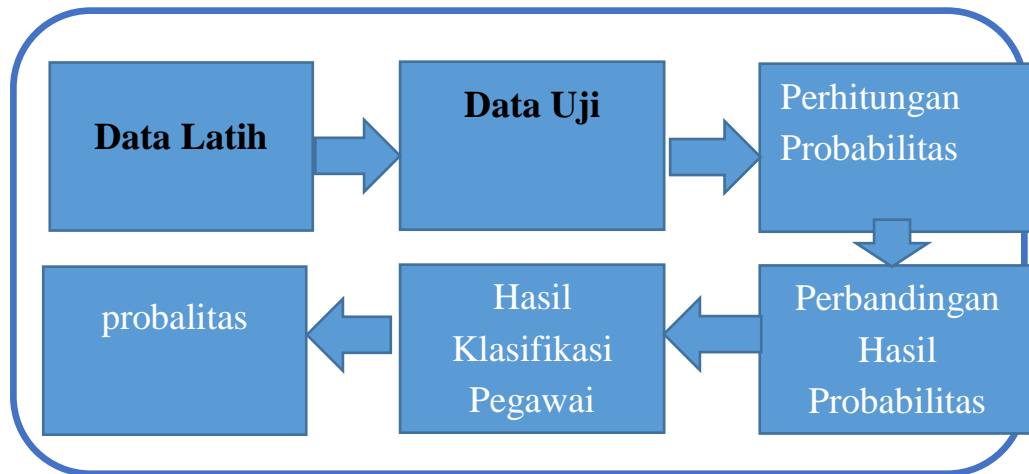 Data Latih
Data Uji
Perhitungan
Probabilitas
Perbandingan
Hasil
Probabilitas
Hasil
Klasifikasi
Pegawai
probalitas